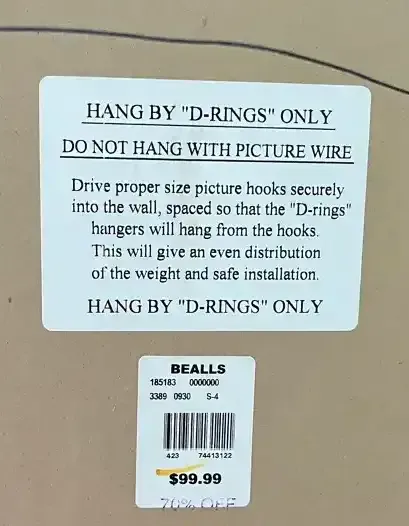 HANG BY "D-RINGS" ONLY
DO NOT HANG WITH PICTURE WIRE
Drive proper size picture hooks securely
into the wall, spaced so that the "D-rings"
hangers will hang from the hooks.
This will give an even distribution
of the weight and safe installation.
HANG BY "D-RINGS" ONLY
BEALLS
185183 0000000
3389 0930 S-4
423 74413122
$99.99
70% OFF